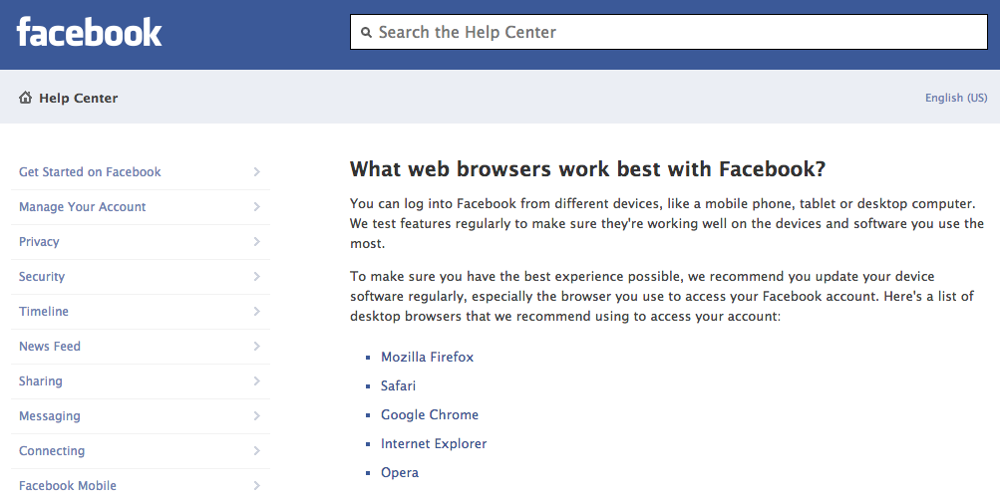 facebook
Search the Help Center
Help Center
English (US)
Get Started on Facebook
Manage Your Account
Privacy
Security
Timeline
News Feed
Sharing
Messaging
Connecting
Facebook Mobile
What web browsers work best with Facebook?
You can log into Facebook from different devices, like a mobile phone, tablet or desktop computer.
We test features regularly to make sure they're working well on the devices and software you use the
most.
To make sure you have the best experience possible, we recommend you update your device
software regularly, especially the browser you use to access your Facebook account. Here's a list of
desktop browsers that we recommend using to access your account:
Mozilla Firefox
Safari
Google Chrome
Internet Explorer
Opera